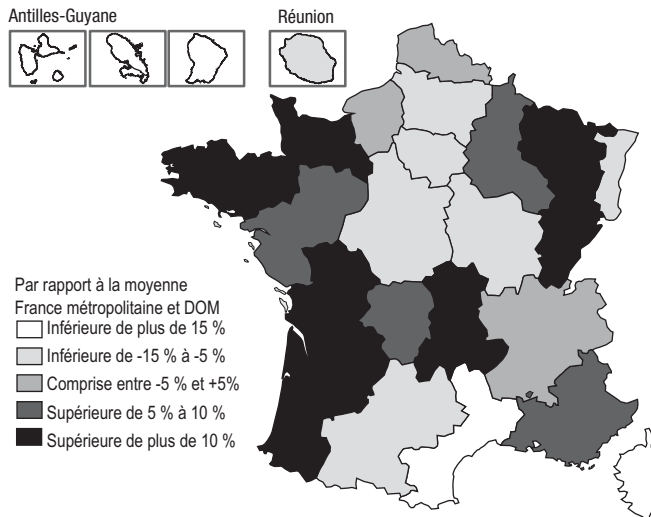 Antilles-Guyane
Réunion
Par rapport à la moyenne
France métropolitaine et DOM
Inférieure de plus de 15 %
Inférieure de -15 % à -5 %
Comprise entre -5 % et +5%
Supérieure de 5 % à 10 %
Supérieure de plus de 10 %